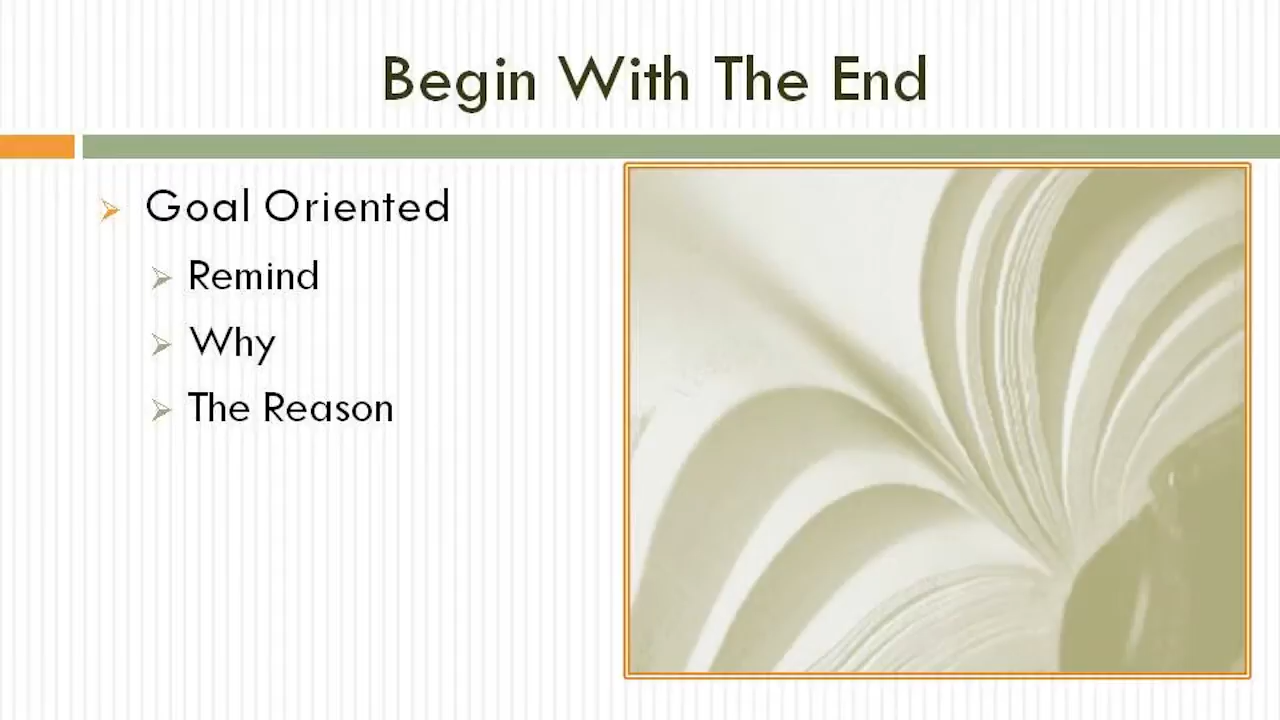 Begin With The End
Goal Oriented
Remind
Why
The Reason